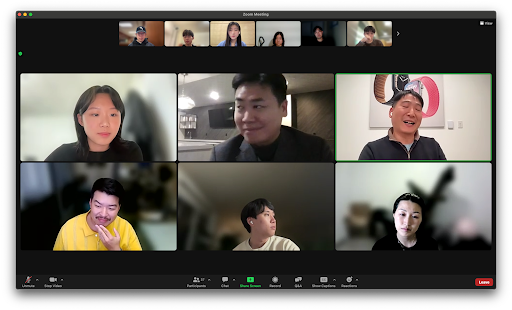 Zoom Meeting
View
Unmute
Stop Video
Participants
Chat
Share Screen
Record
Q&A
Show Captions
Reactions
Leave